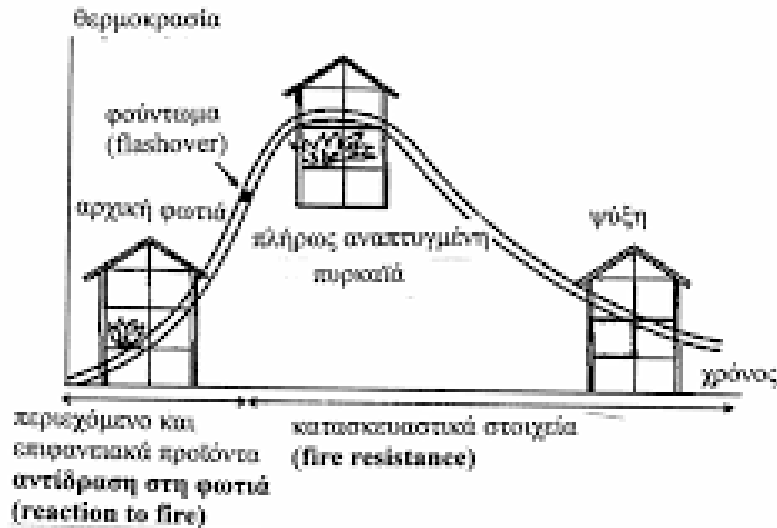 θερμοκρασία
φούντωμα
(flashover)
αρχική φωτιά
πλήρως αναπτυγμένη
πυρκαϊά
ψύξη
χρόνος
περιεχόμενο και
επιφανειακά προϊόντα
αντίδραση στη φωτιά
(reaction to fire)
κατασκευαστικά στοιχεία
(fire resistance)